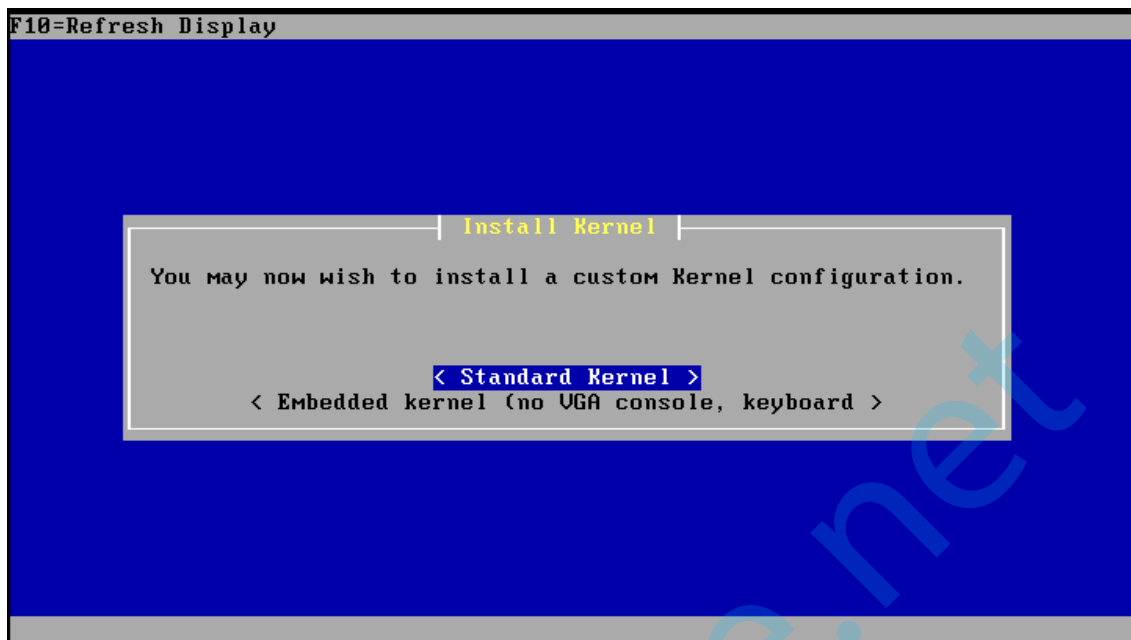 F10=Refresh Display
Install Kernel
You may now wish to install a custom Kernel configuration.
< Standard Kernel >
< Embedded kernel (no VGA console, keyboard >
.net